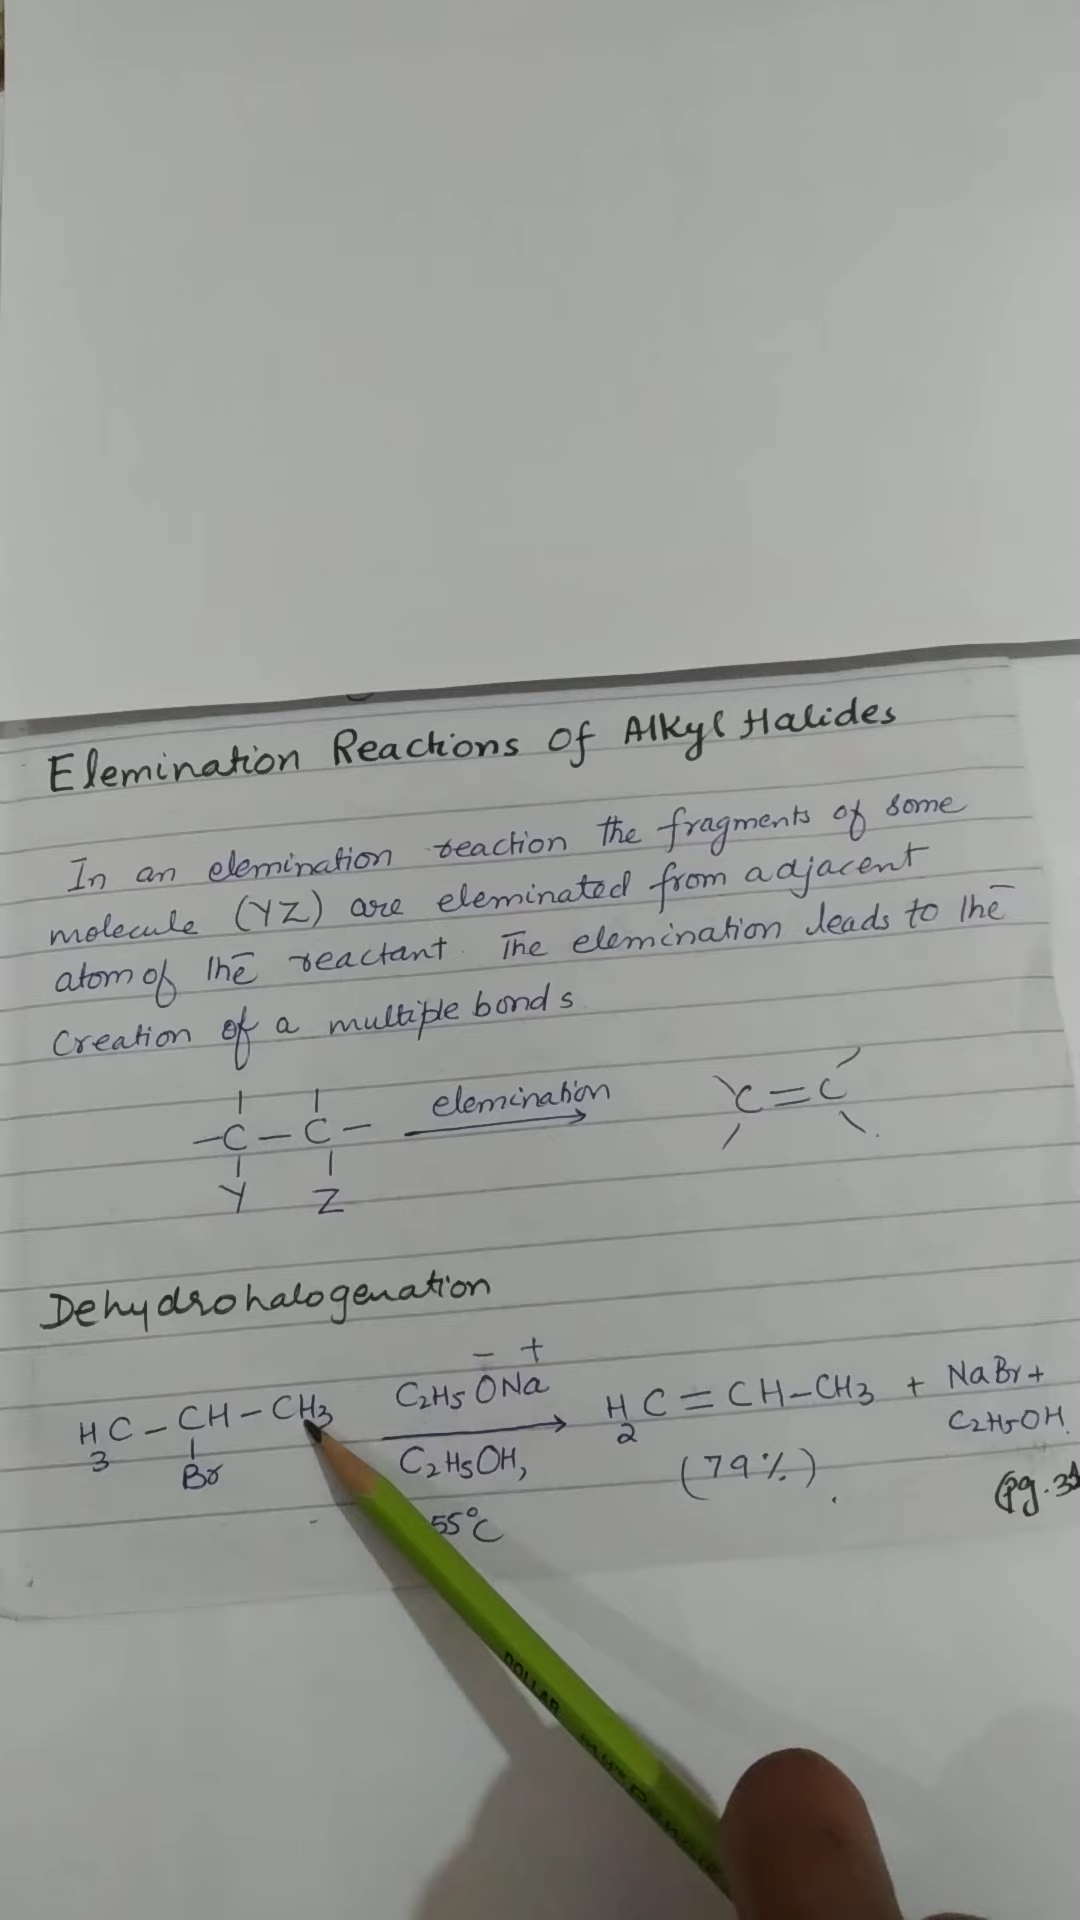 Elemination Reactions Of Alkyl Halides
In an elemination reaction the fragments of some
molecule (YZ) are eleminated from adjacent
atom of the reactant. The elemination leads to the
Creation of a multiple bonds
-C-C- elemination C=C
Y Z
Dehydrohalogenation
H3C-CH-CH3 C2H5ŌNa+ H2C=CH-CH3 + NaBr+
Br C2H5OH, (79%) C2H5OH.
55°C (pg.3
DOLLAR